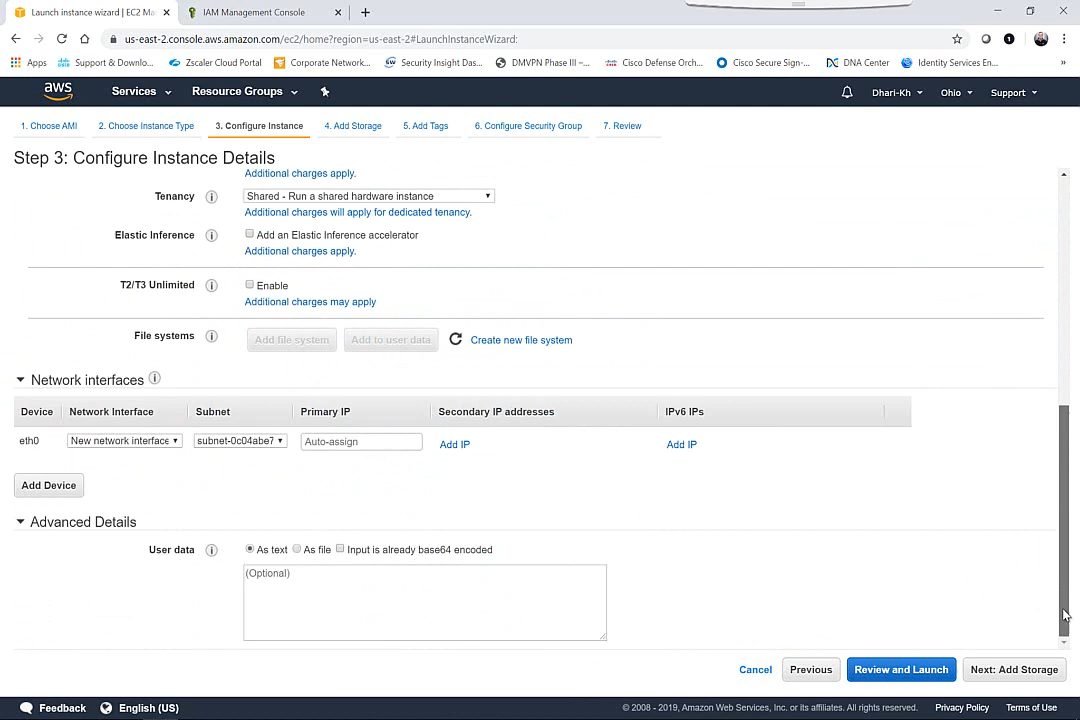 Launch instance wizard | EC2 Ma
IAM Management Console
us-east-2.console.aws.amazon.com/ec2/home?region=us-east-2#LaunchInstanceWizard:
Apps
Support & Downlo...
Zscaler Cloud Portal
Corporate Network...
Security Insight Das...
DMVPN Phase III –...
Cisco Defense Orch...
Cisco Secure Sign-...
DNA Center
Identity Services En...
»
aws
Services
Resource Groups
Dhari-Kh
Ohio
Support
1. Choose AMI
2. Choose Instance Type
3. Configure Instance
4. Add Storage
5. Add Tags
6. Configure Security Group
7. Review
Step 3: Configure Instance Details
Additional charges apply.
Tenancy
Shared - Run a shared hardware instance
Additional charges will apply for dedicated tenancy.
Elastic Inference
Add an Elastic Inference accelerator
Additional charges apply.
T2/T3 Unlimited
Enable
Additional charges may apply
File systems
Add file system
Add to user data
Create new file system
Network interfaces
Device
Network Interface
Subnet
Primary IP
Secondary IP addresses
IPv6 IPs
eth0
New network interface
subnet-0c04abe7
Auto-assign
Add IP
Add IP
Add Device
Advanced Details
User data
As text
As file
Input is already base64 encoded
(Optional)
Cancel
Previous
Review and Launch
Next: Add Storage
Feedback
English (US)
© 2008 - 2019, Amazon Web Services, Inc. or its affiliates. All rights reserved.
Privacy Policy
Terms of Use